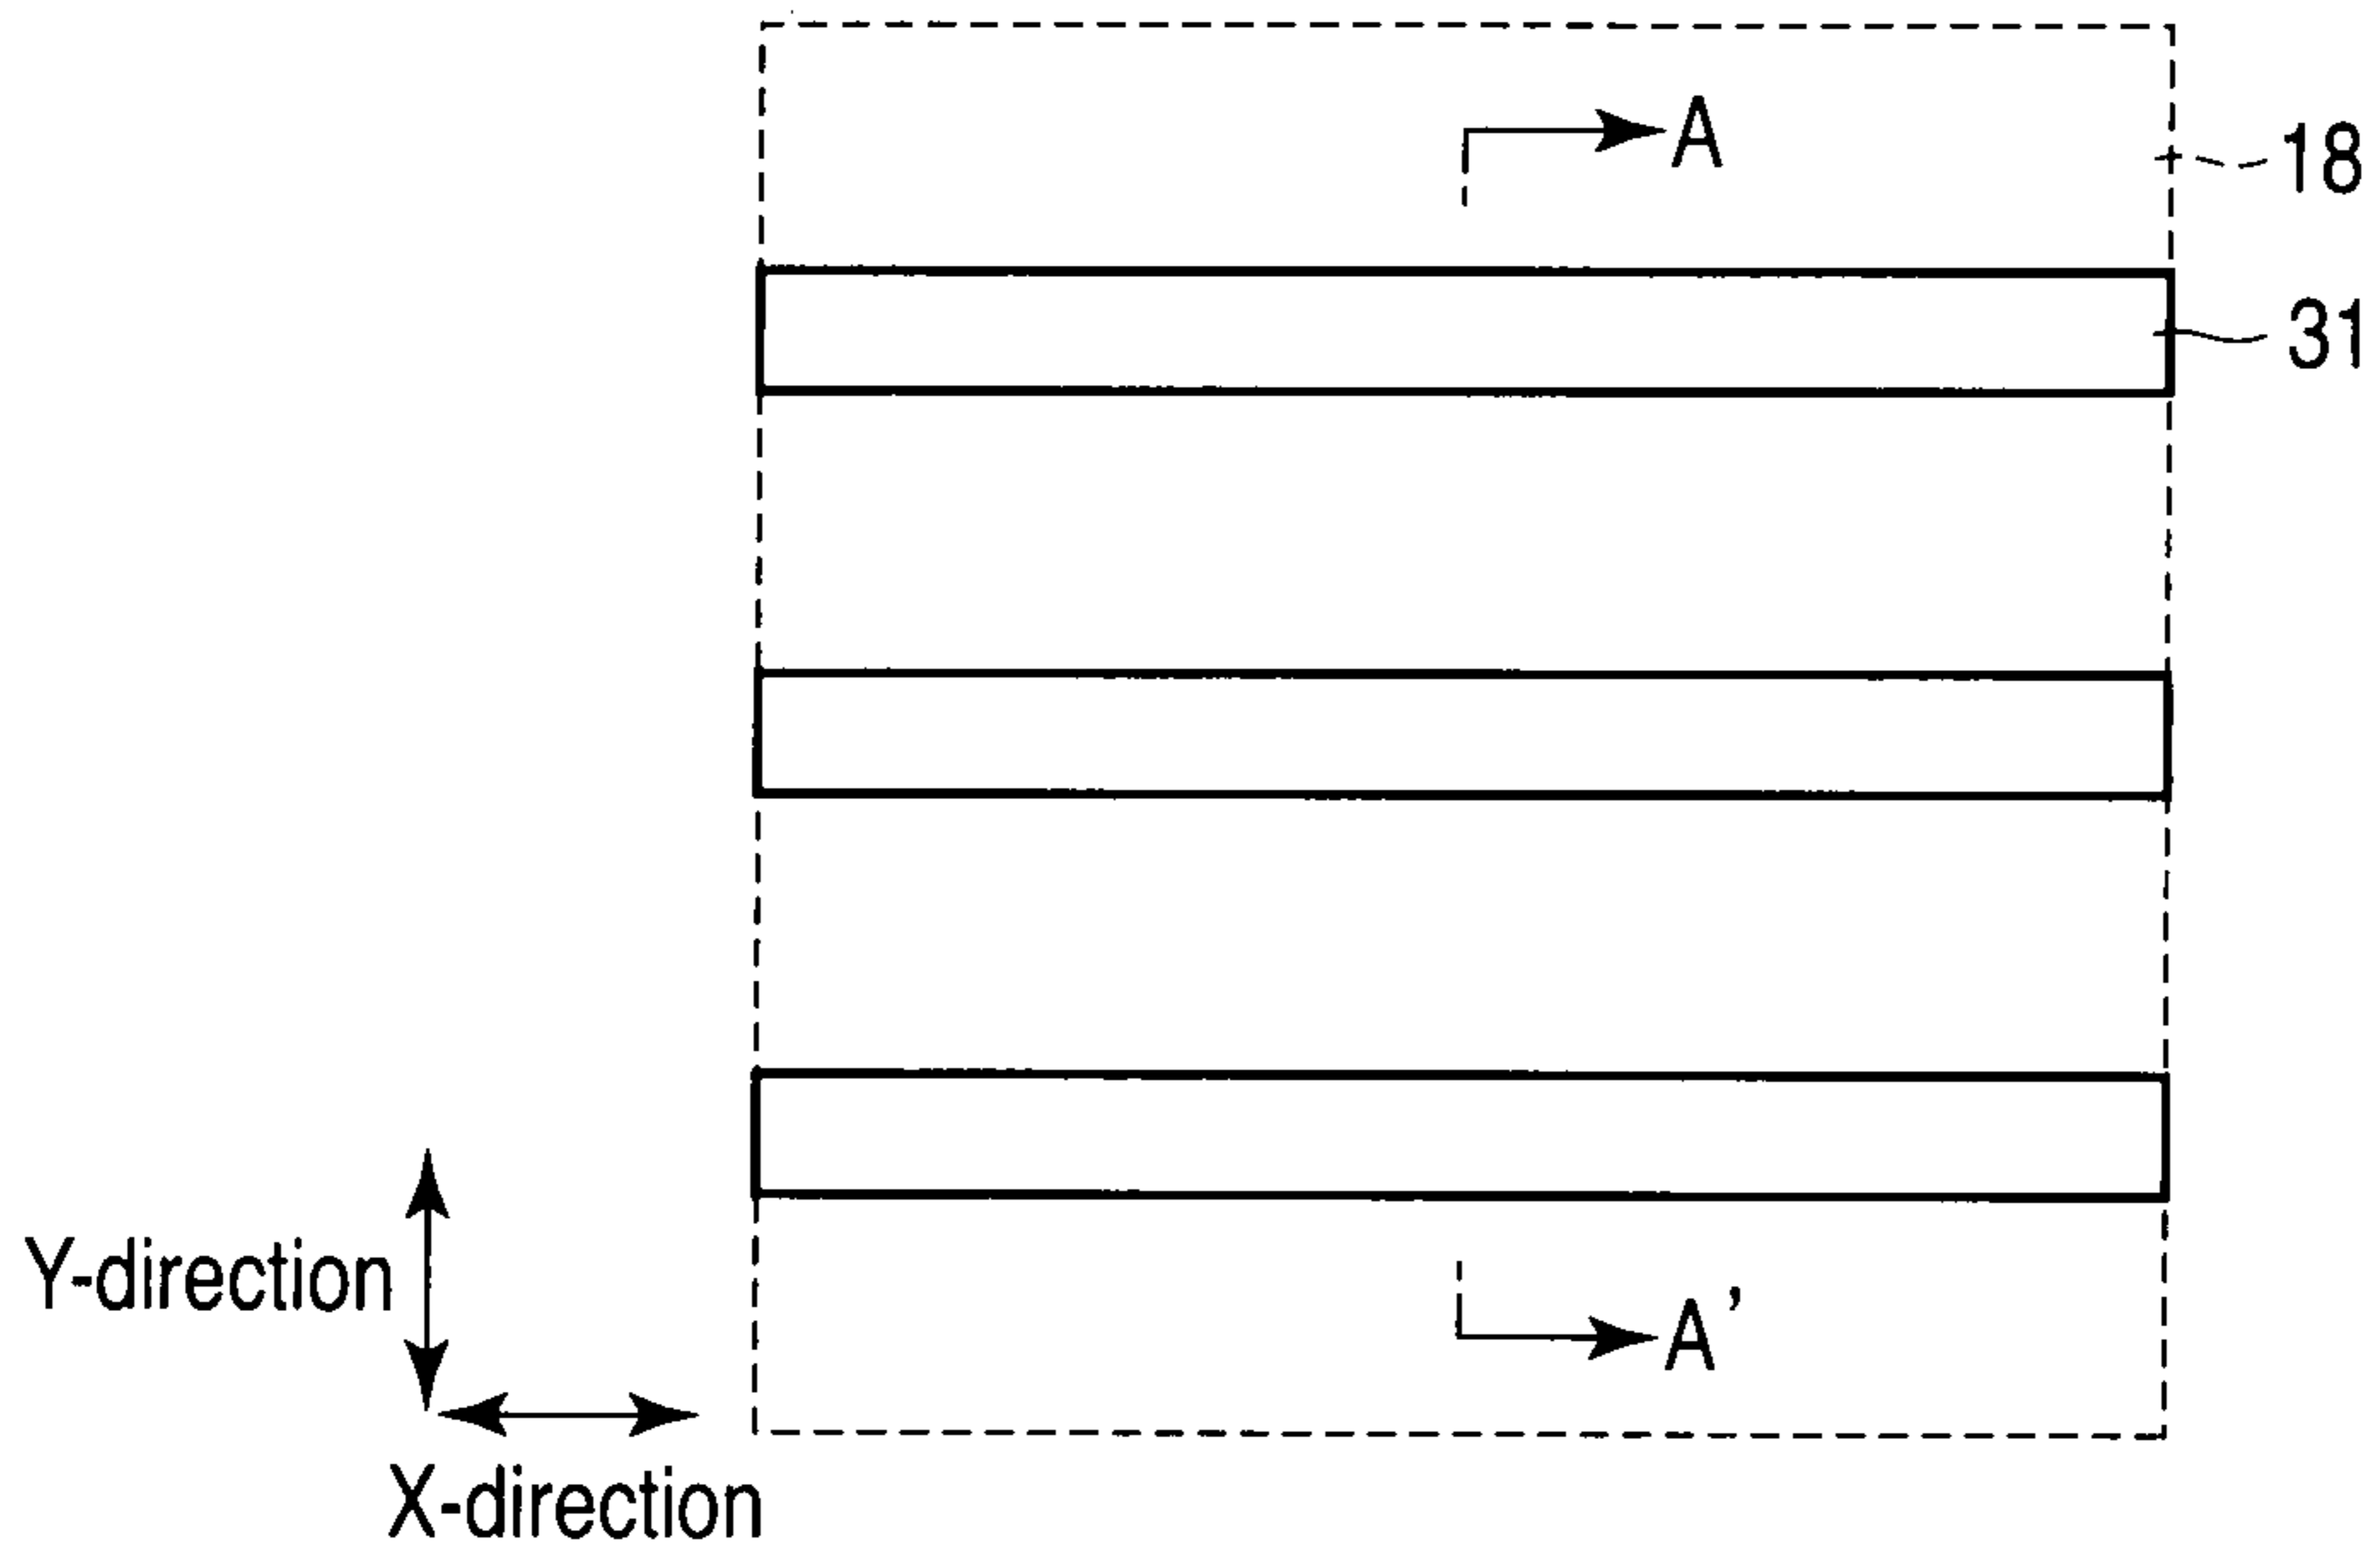 A
18
31
Y-direction
A’
X-direction